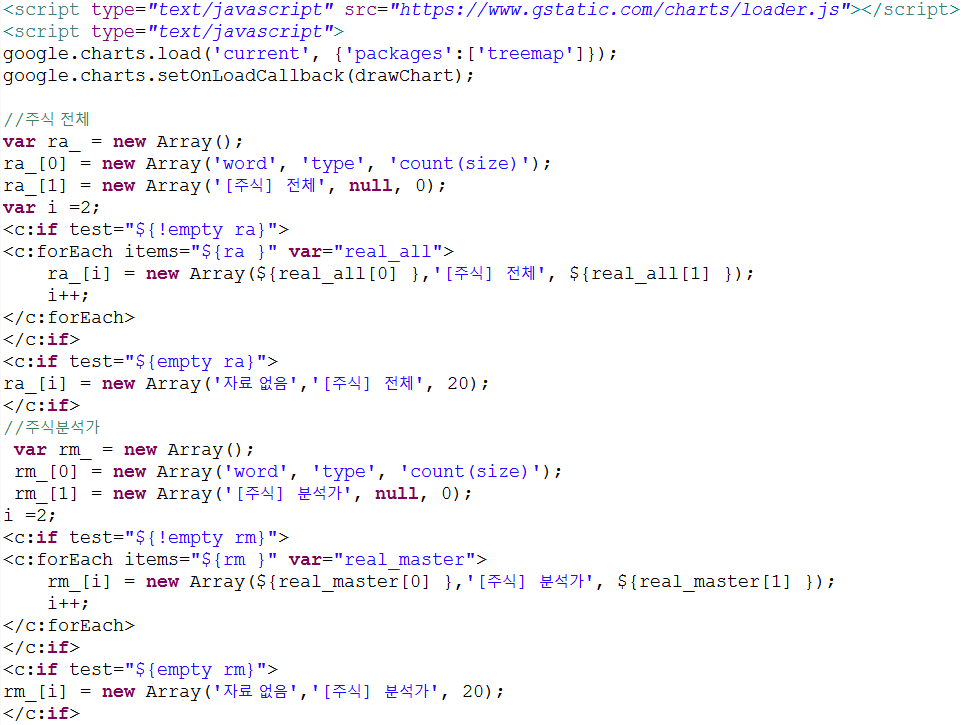 <script type="text/javascript" src="https://www.gstatic.com/charts/loader.js"></script>
<script type="text/javascript">
google.charts.load('current', {'packages':['treemap']});
google.charts.setOnLoadCallback(drawChart);

//주식 전체
var ra_ = new Array();
ra_[0] = new Array('word', 'type', 'count(size)');
ra_[1] = new Array('[주식] 전체', null, 0);
var i =2;
<c:if test="${!empty ra}">
<c:forEach items="${ra }" var="real_all">
    ra_[i] = new Array(${real_all[0] },'[주식] 전체', ${real_all[1] });
    i++;
</c:forEach>
</c:if>
<c:if test="${empty ra}">
ra_[i] = new Array('자료 없음','[주식] 전체', 20);
</c:if>
//주식분석가
 var rm_ = new Array();
 rm_[0] = new Array('word', 'type', 'count(size)');
 rm_[1] = new Array('[주식] 분석가', null, 0);
i =2;
<c:if test="${!empty rm}">
<c:forEach items="${rm }" var="real_master">
    rm_[i] = new Array(${real_master[0] },'[주식] 분석가', ${real_master[1] });
    i++;
</c:forEach>
</c:if>
<c:if test="${empty rm}">
rm_[i] = new Array('자료 없음','[주식] 분석가', 20);
</c:if>